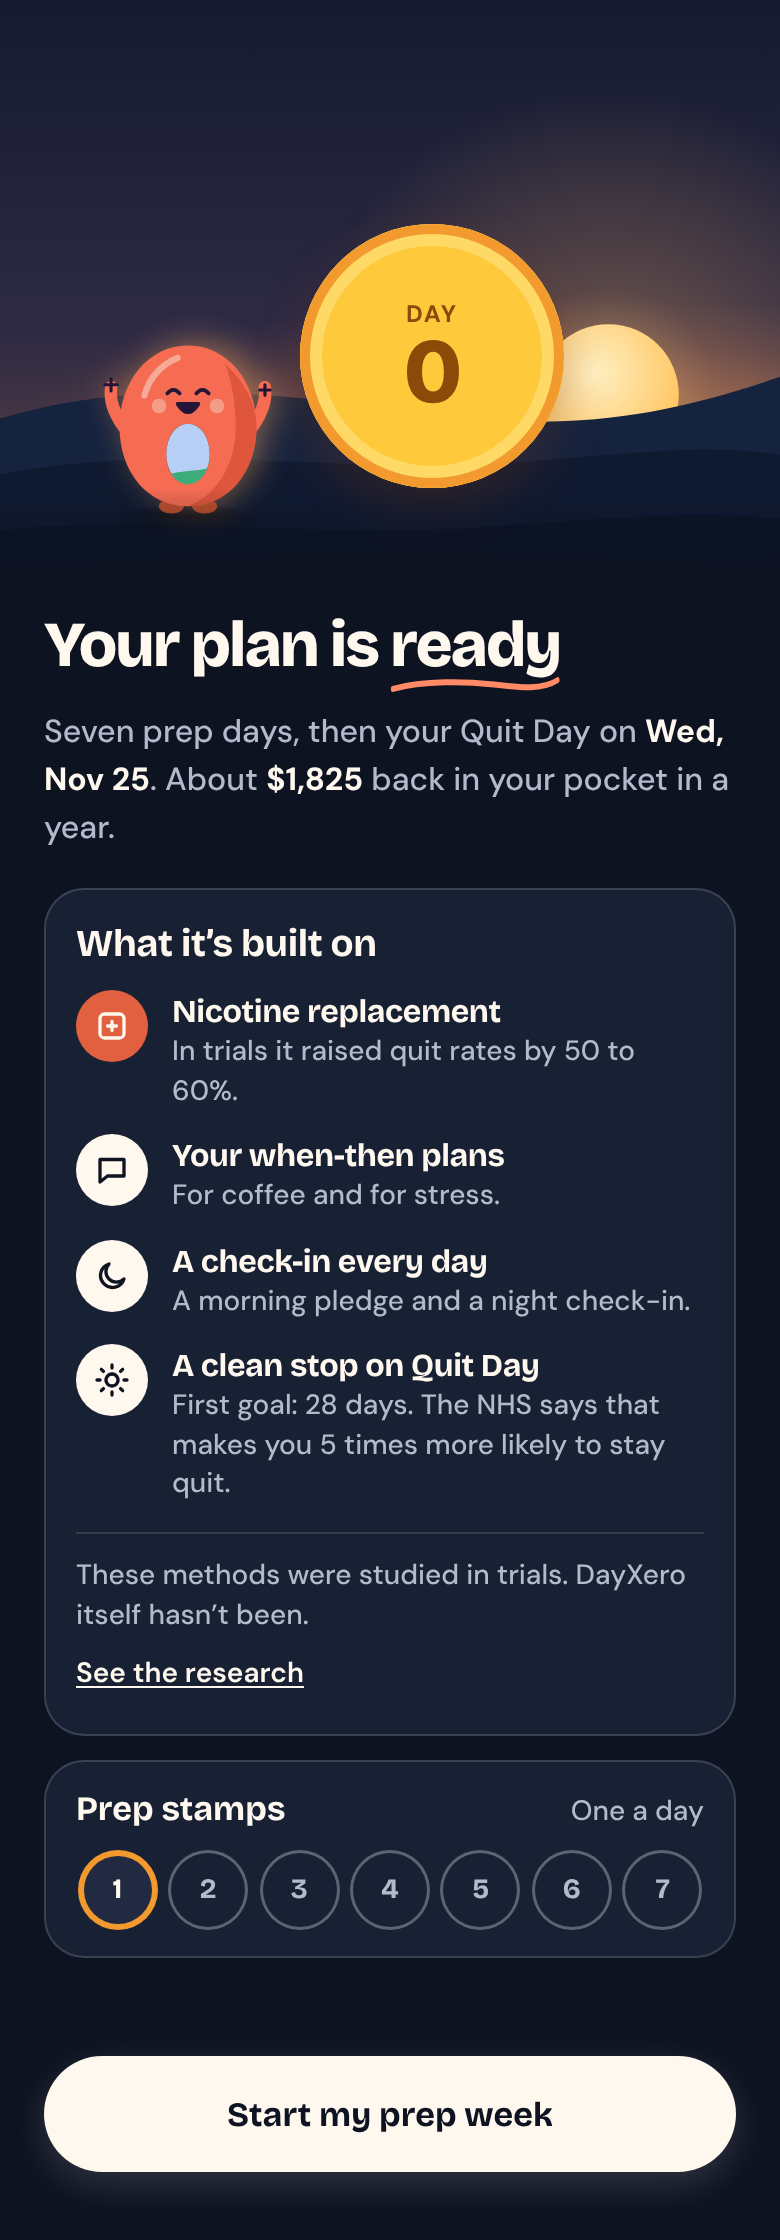 DAY
0
Your plan is ready
Seven prep days, then your Quit Day on Wed,
Nov 25. About $1,825 back in your pocket in a
year.
What it’s built on
Nicotine replacement
In trials it raised quit rates by 50 to
60%.
Your when-then plans
For coffee and for stress.
A check-in every day
A morning pledge and a night check-in.
A clean stop on Quit Day
First goal: 28 days. The NHS says that
makes you 5 times more likely to stay
quit.
These methods were studied in trials. DayXero
itself hasn’t been.
See the research
Prep stamps One a day
1 2 3 4 5 6 7
Start my prep week